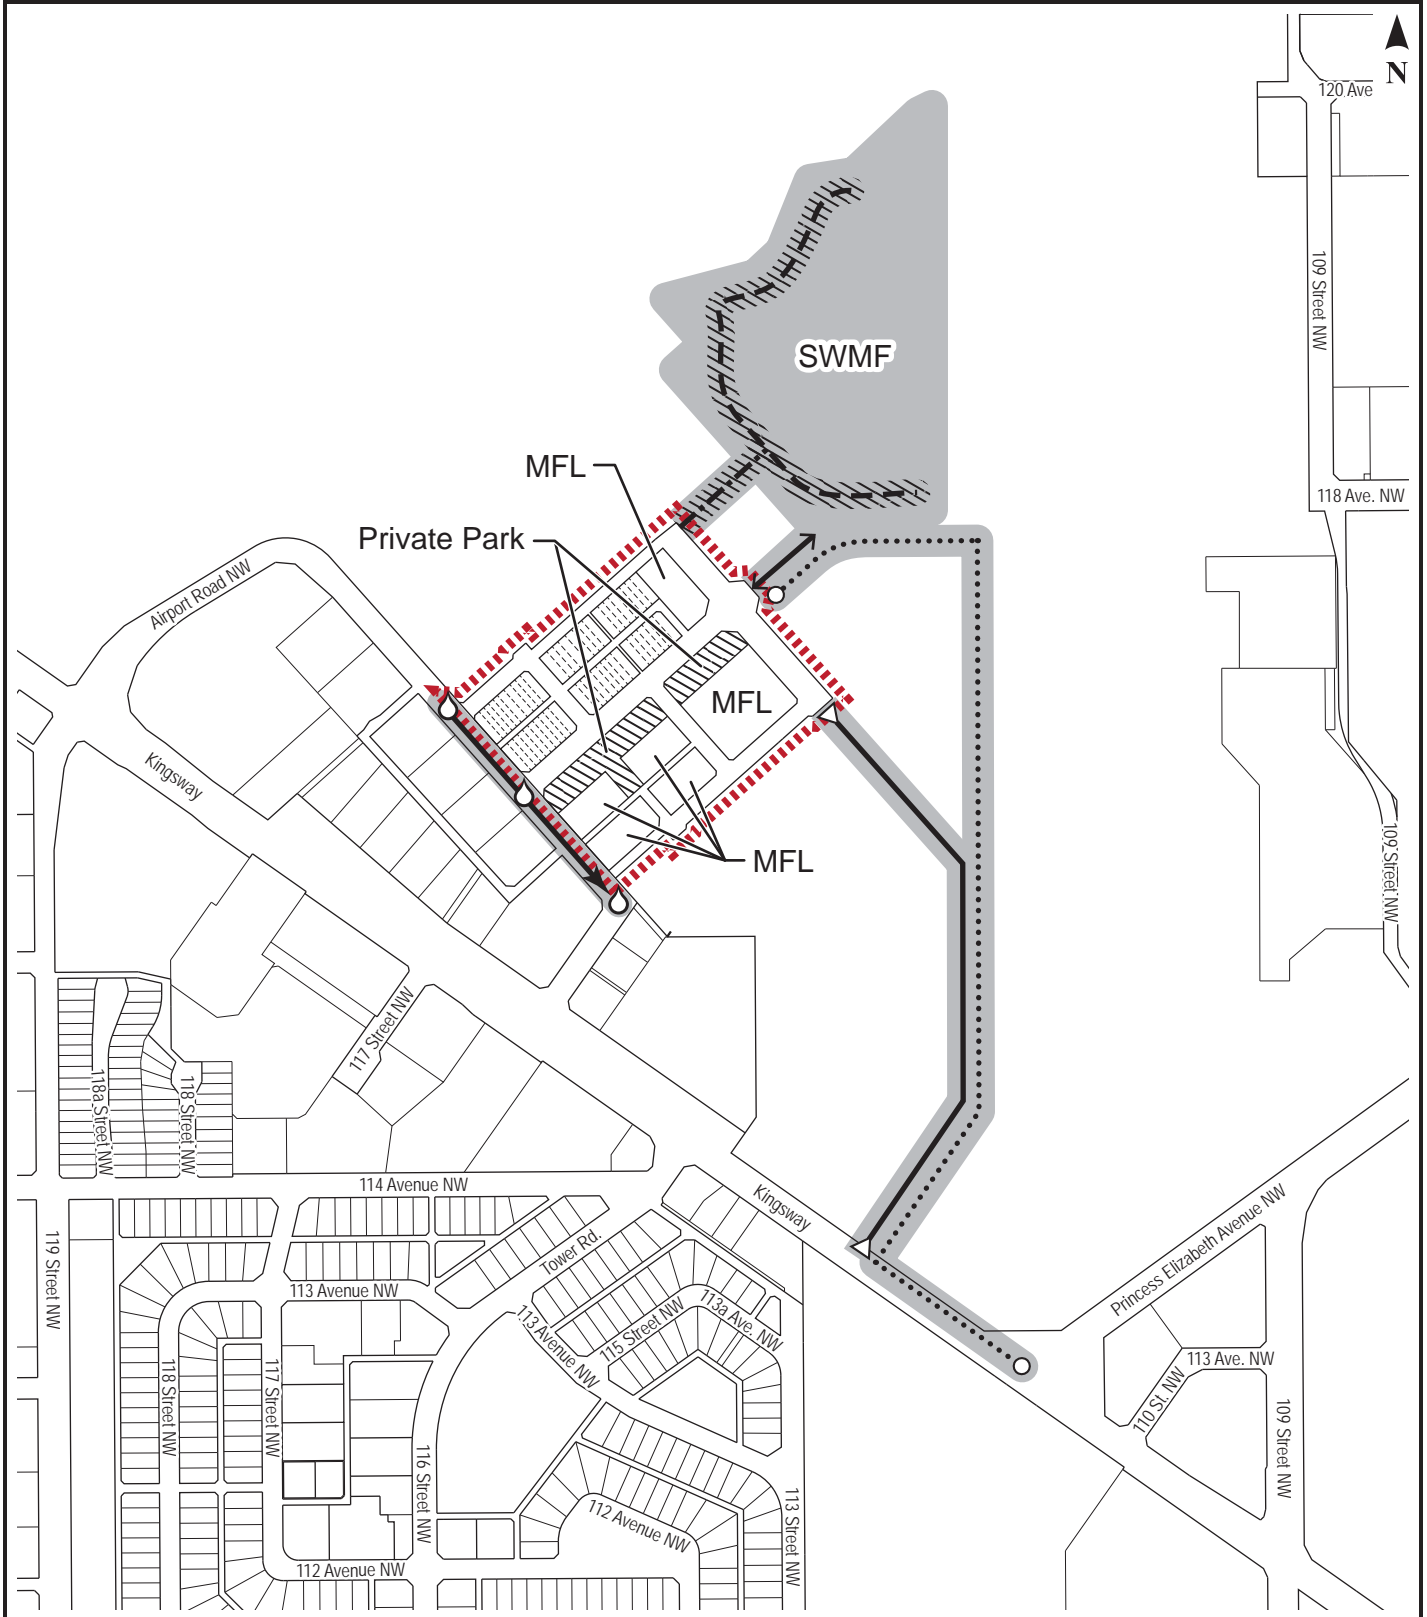 N
120 Ave
109 Street NW
SWMF
MFL
118 Ave. NW
Private Park
Airport Road NW
MFL
Kingsway
109 Street NW
MFL
117 Street NW
118a Street NW
118 Street NW
114 Avenue NW
Kingsway
Princess Elizabeth Avenue NW
119 Street NW
Tower Rd.
113 Avenue NW
113 Avenue NW
115 Street NW
113a Ave. NW
113 Ave. NW
110 St. NW
118 Street NW
117 Street NW
109 Street NW
116 Street NW
112 Avenue NW
113 Street NW
112 Avenue NW